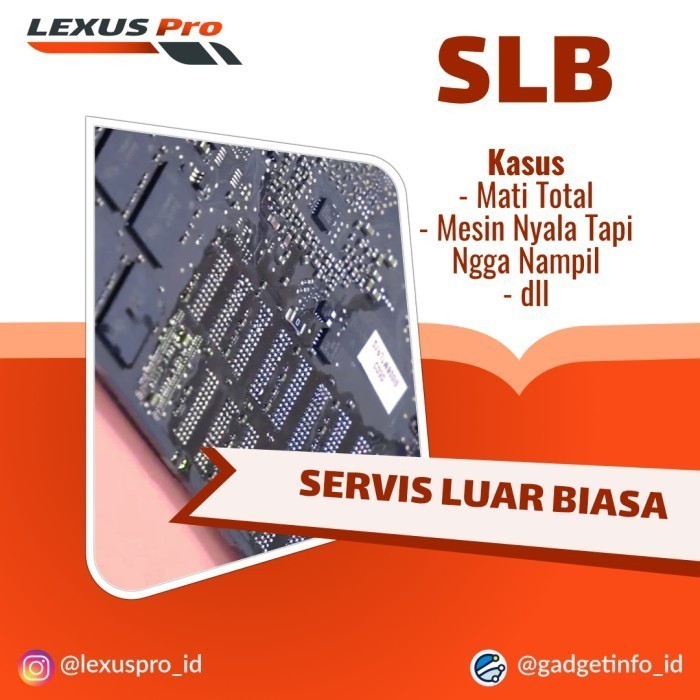 LEXUS Pro
SLB
Kasus
- Mati Total
- Mesin Nyala Tapi
Ngga Nampil
- dll
SERVIS LUAR BIASA
@lexuspro_id
@gadgetinfo_id